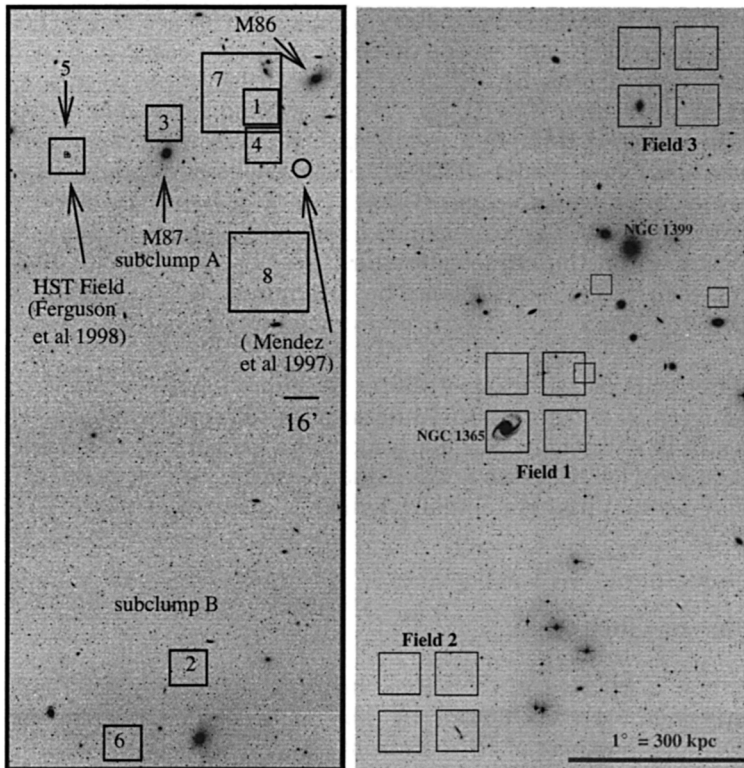 M86
5
7
1
3
4
M87
subclump A
8
HST Field
(Ferguson
et al 1998)
( Mendez
et al 1997)
16'
subclump B
2
6
Field 3
NGC 1399
NGC 1365
Field 1
Field 2
1° = 300 kpc